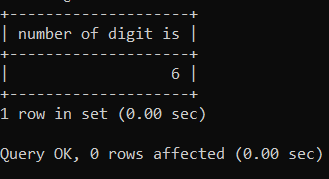 +--------------------+
| number of digit is |
+--------------------+
|                  6 |
+--------------------+
1 row in set (0.00 sec)

Query OK, 0 rows affected (0.00 sec)